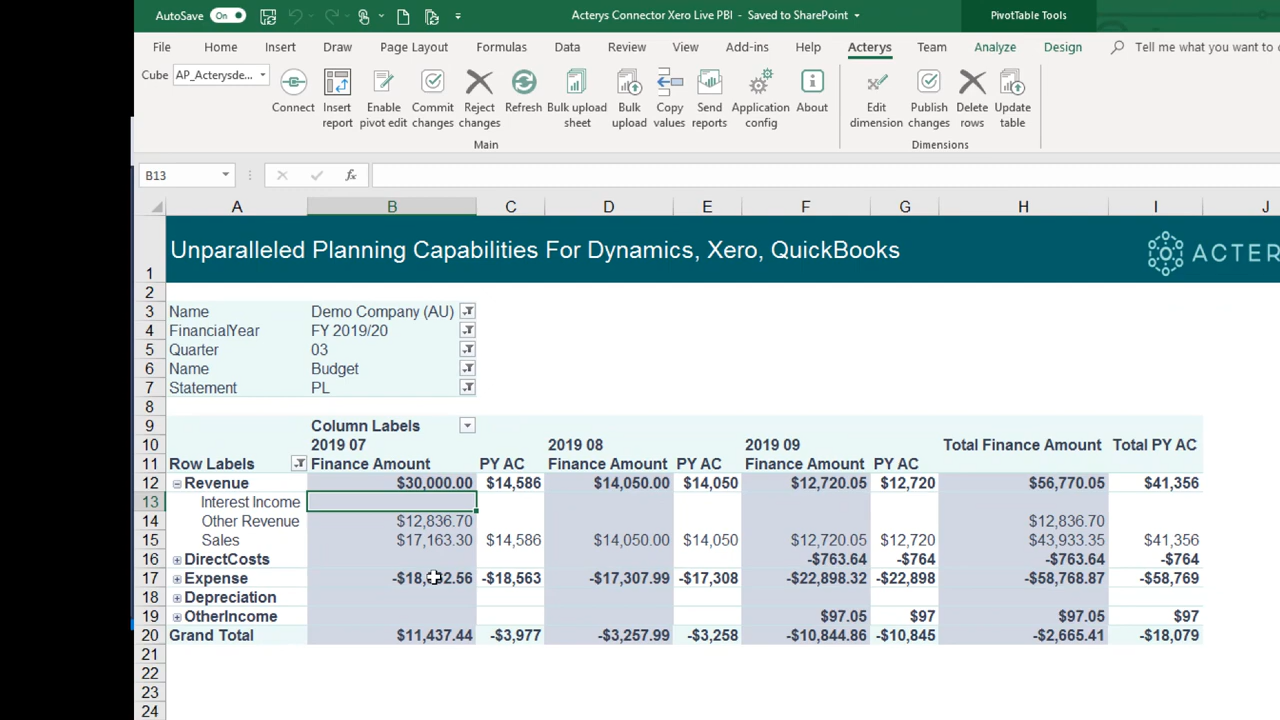 AutoSave On Acterys Connector Xero Live PBI - Saved to SharePoint PivotTable Tools
File Home Insert Draw Page Layout Formulas Data Review View Add-ins Help Acterys Team Analyze Design Tell me what you want to
Cube AP_Acterysde...
Connect Insert report Enable pivot edit Commit changes Reject changes Refresh Bulk upload sheet Bulk upload Copy values Send reports Application config About Edit dimension Publish changes Delete rows Update table
Main Dimensions
B13 fx
A B C D E F G H I J
1 Unparalleled Planning Capabilities For Dynamics, Xero, QuickBooks ACTER
2
3 Name Demo Company (AU)
4 FinancialYear FY 2019/20
5 Quarter 03
6 Name Budget
7 Statement PL
8
9 Column Labels
10 2019 07 2019 08 2019 09 Total Finance Amount Total PY AC
11 Row Labels Finance Amount PY AC Finance Amount PY AC Finance Amount PY AC
12 Revenue $30,000.00 $14,586 $14,050.00 $14,050 $12,720.05 $12,720 $56,770.05 $41,356
13 Interest Income
14 Other Revenue $12,836.70 $12,836.70
15 Sales $17,163.30 $14,586 $14,050.00 $14,050 $12,720.05 $12,720 $43,933.35 $41,356
16 DirectCosts -$763.64 -$764 -$763.64 -$764
17 Expense -$18,563 -$17,307.99 -$17,308 -$22,898.32 -$22,898 -$58,768.87 -$58,769
18 Depreciation
19 OtherIncome $97.05 $97 $97.05 $97
20 Grand Total $11,437.44 -$3,977 -$3,257.99 -$3,258 -$10,844.86 -$10,845 -$2,665.41 -$18,079
21
22
23
24